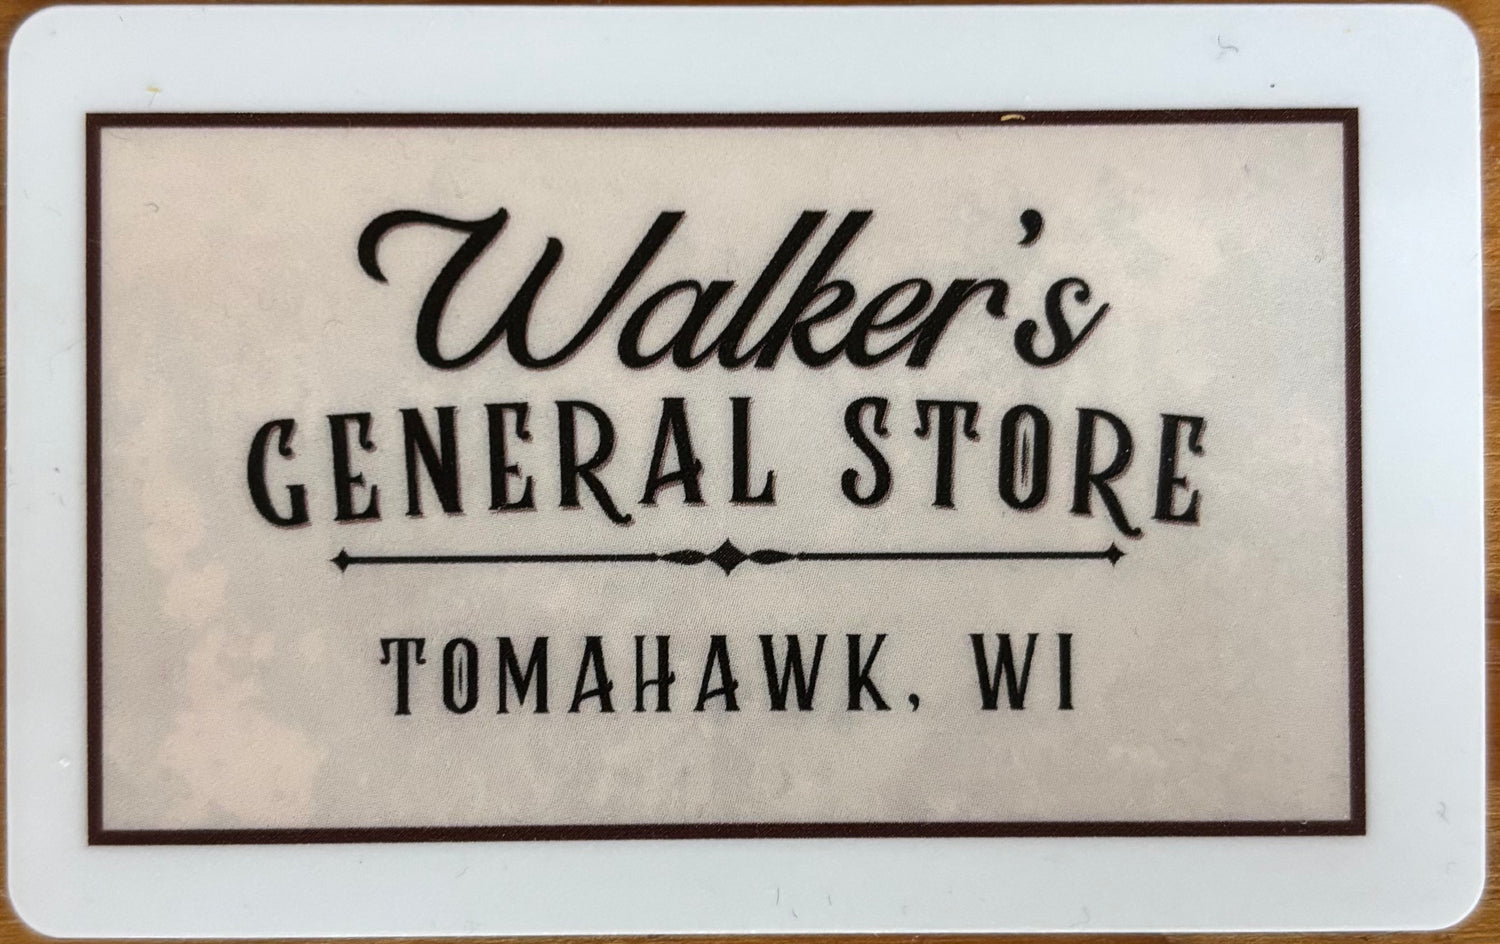 Walker's
GENERAL STORE
TOMAHAWK, WI